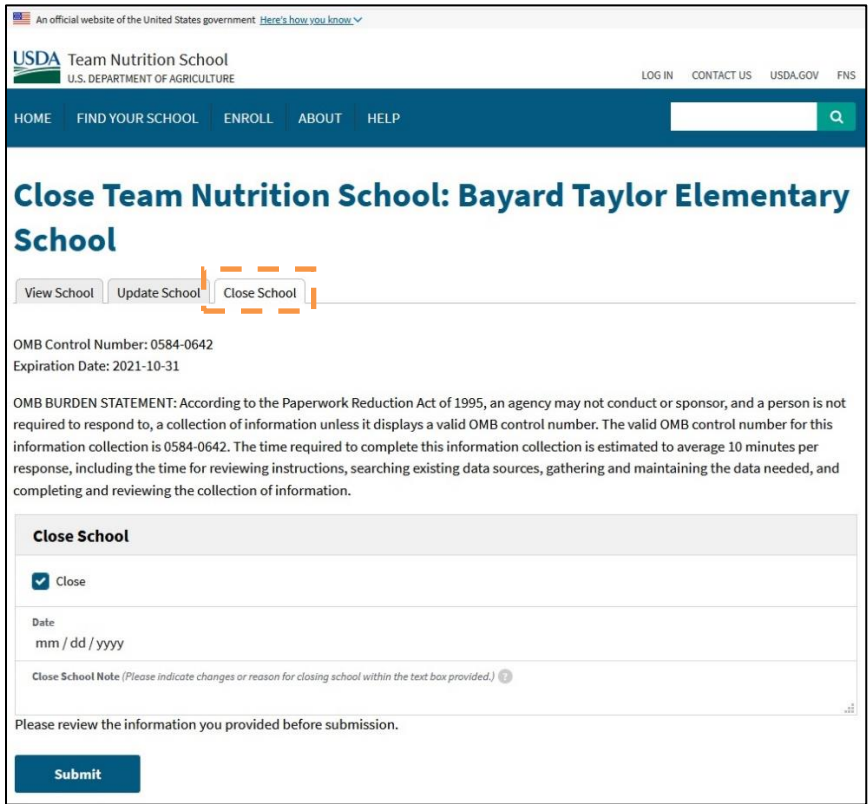 An official website of the United States government Here's how you know
USDA Team Nutrition School
U.S. DEPARTMENT OF AGRICULTURE
LOG IN CONTACT US USDA.GOV FNS
HOME FIND YOUR SCHOOL ENROLL ABOUT HELP
Close Team Nutrition School: Bayard Taylor Elementary
School
View School Update School Close School
OMB Control Number: 0584-0642
Expiration Date: 2021-10-31
OMB BURDEN STATEMENT: According to the Paperwork Reduction Act of 1995, an agency may not conduct or sponsor, and a person is not
required to respond to, a collection of information unless it displays a valid OMB control number. The valid OMB control number for this
information collection is 0584-0642. The time required to complete this information collection is estimated to average 10 minutes per
response, including the time for reviewing instructions, searching existing data sources, gathering and maintaining the data needed, and
completing and reviewing the collection of information.
Close School
Close
Date
mm / dd / yyyy
Close School Note (Please indicate changes or reason for closing school within the text box provided.) ?
Please review the information you provided before submission.
Submit